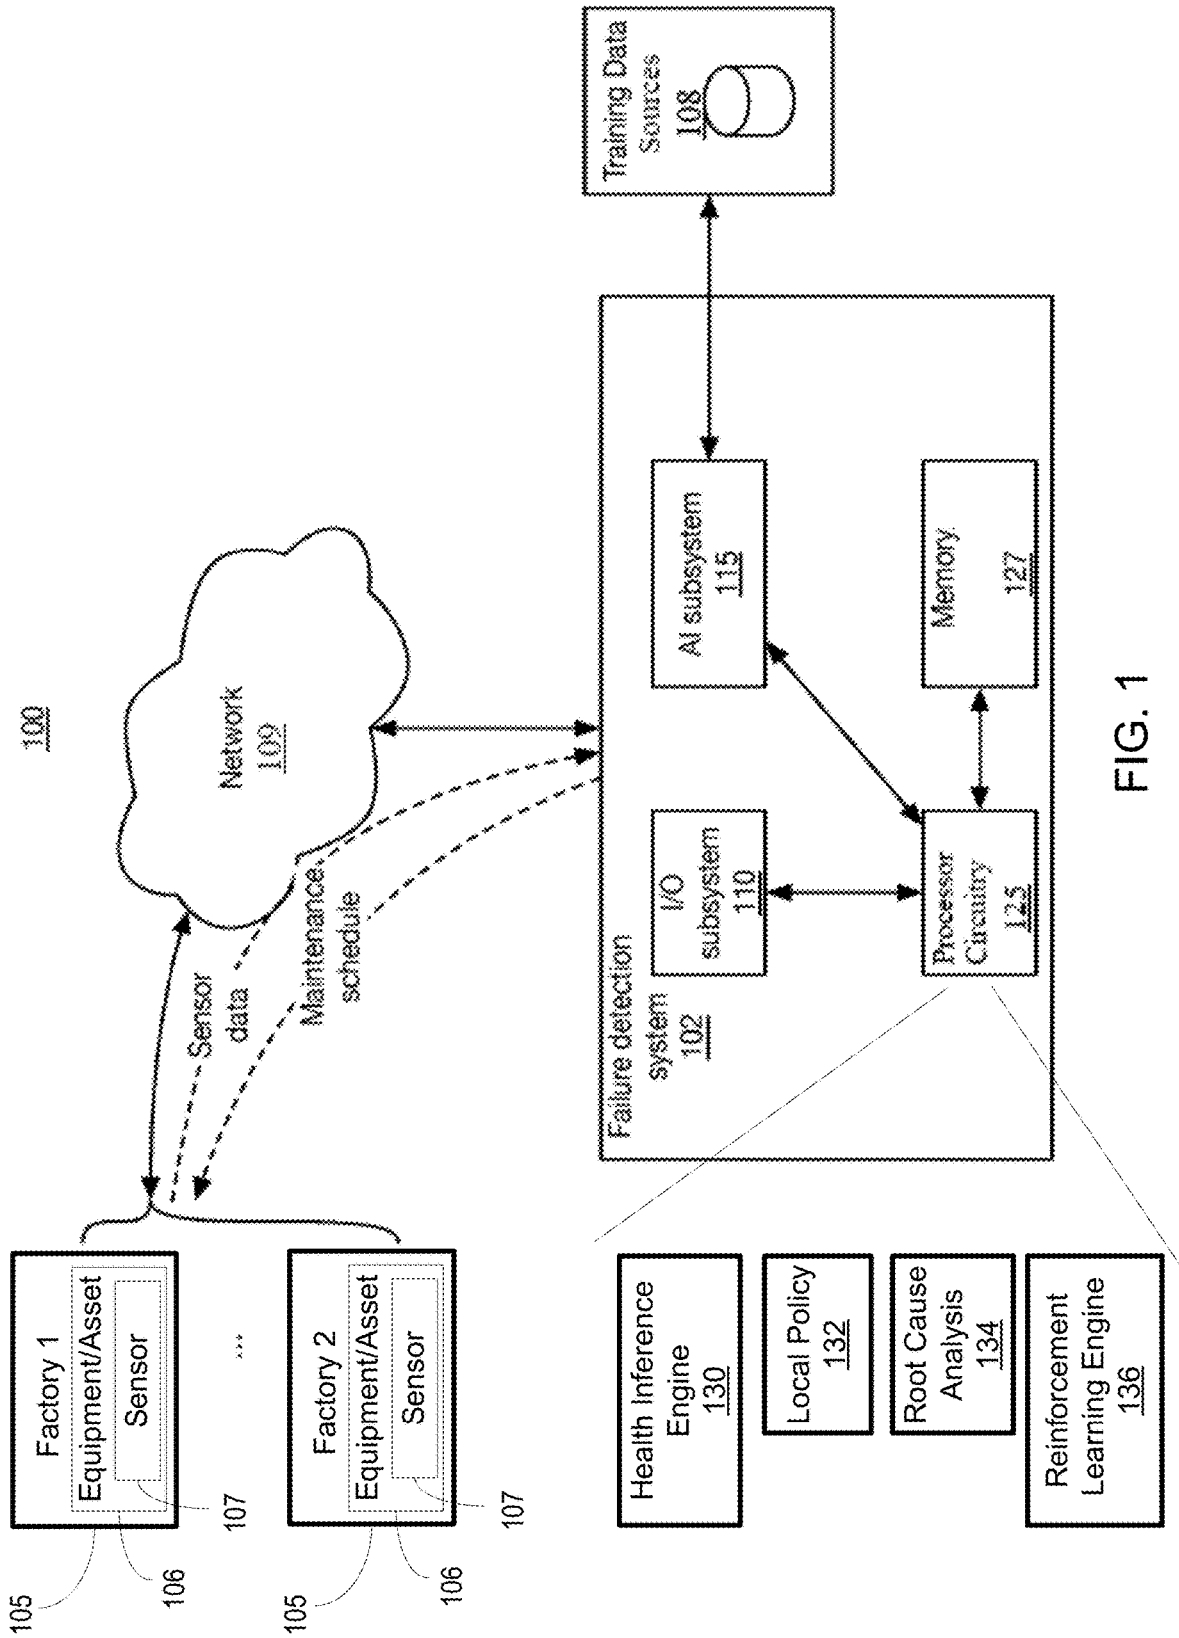 100
Factory 1
Equipment/Asset
Sensor
105
106
107
...
Factory 2
Equipment/Asset
Sensor
105
106
107
Sensor
data
Maintenance
schedule
Network
109
Training Data
Sources
108
Failure detection
system
102
I/O
subsystem
110
AI subsystem
115
Processor
Circuitry
125
Memory
127
Health Inference
Engine
130
Local Policy
132
Root Cause
Analysis
134
Reinforcement
Learning Engine
136
FIG. 1